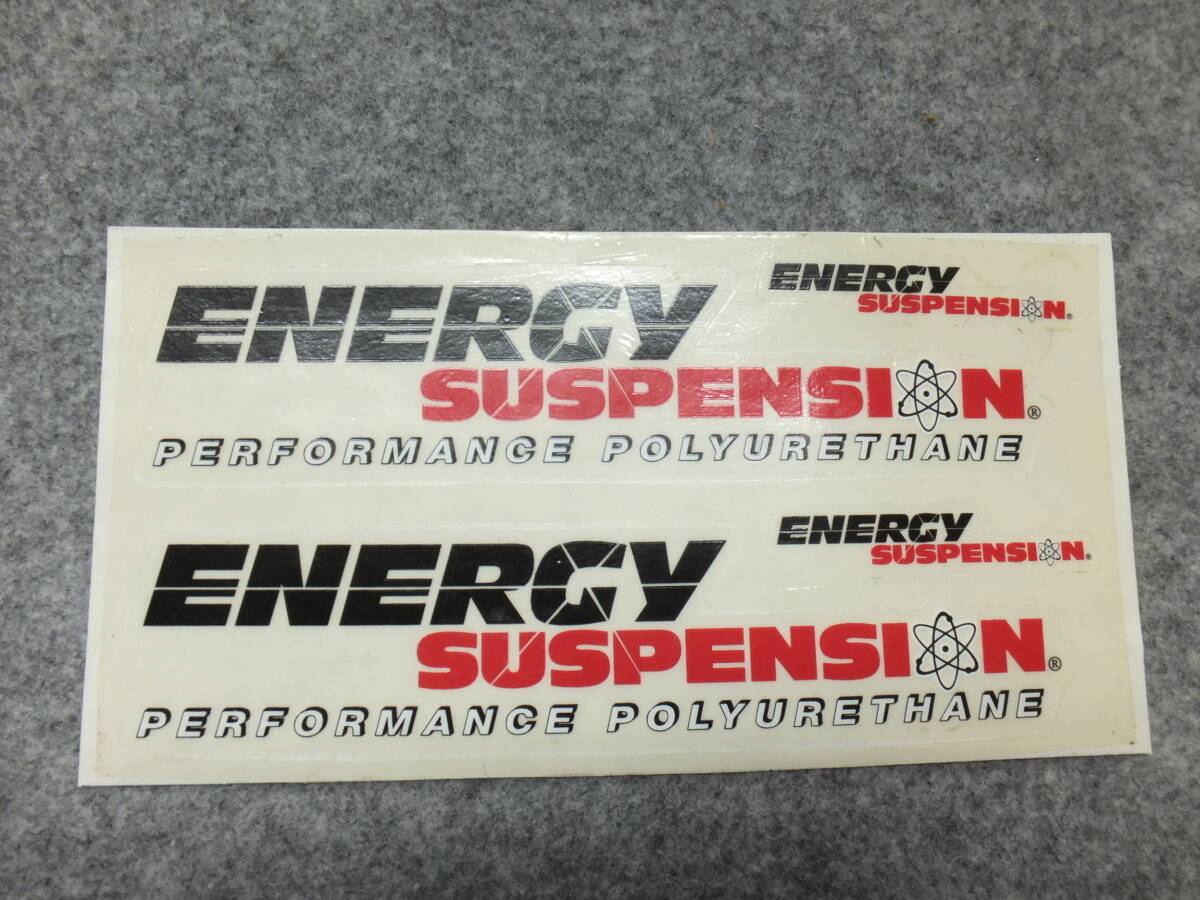 ENERGY
SUSPENSION®
PERFORMANCE POLYURETHANE
ENERGY
SUSPENSION®
ENERGY
SUSPENSION®
PERFORMANCE POLYURETHANE
ENERGY
SUSPENSION®